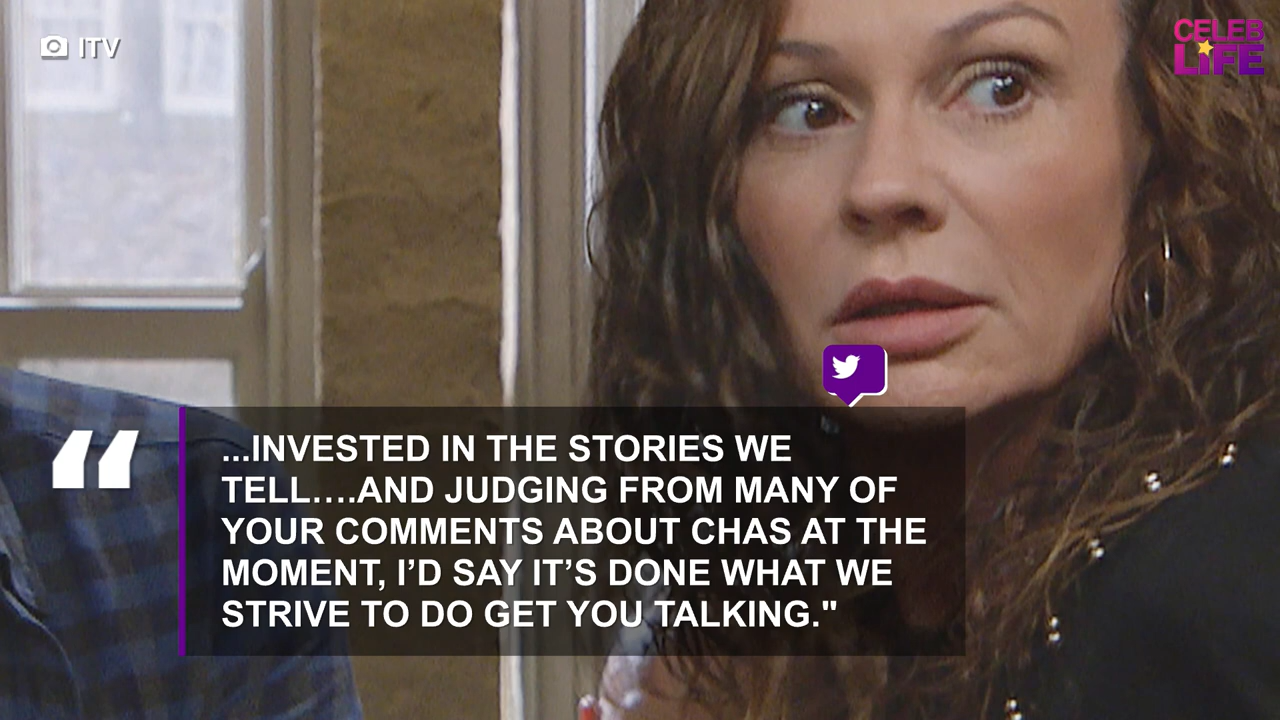 ITV
CELEB
LIFE
“
...INVESTED IN THE STORIES WE
TELL....AND JUDGING FROM MANY OF
YOUR COMMENTS ABOUT CHAS AT THE
MOMENT, I’D SAY IT’S DONE WHAT WE
STRIVE TO DO GET YOU TALKING."